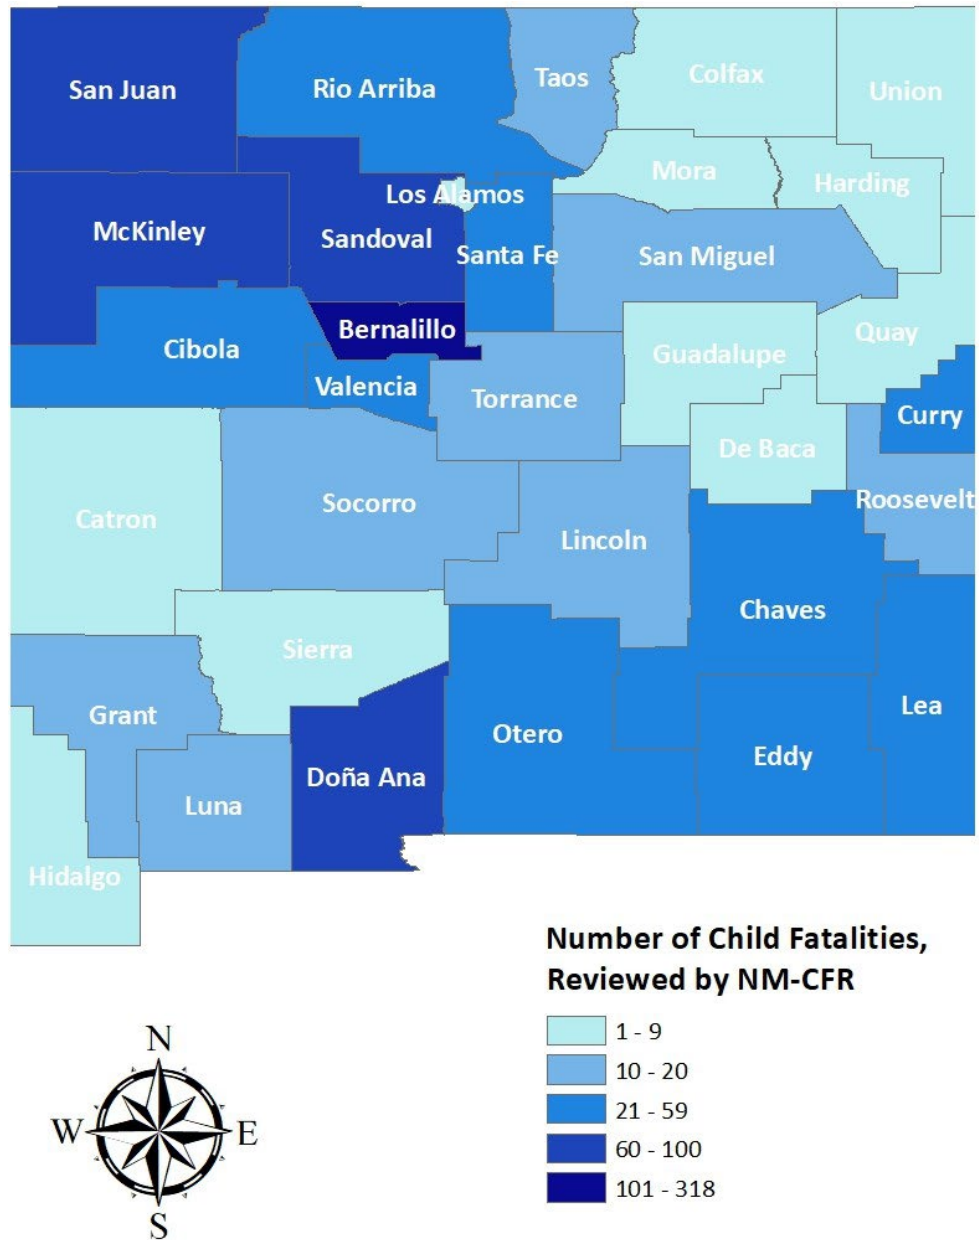 San Juan
Rio Arriba
Taos
Colfax
Union
Mora
Harding
Los Alamos
McKinley
Sandoval
Santa Fe
San Miguel
Bernalillo
Quay
Cibola
Guadalupe
Valencia
Torrance
Curry
De Baca
Roosevelt
Socorro
Catron
Lincoln
Chaves
Sierra
Lea
Grant
Otero
Eddy
Doña Ana
Luna
Hidalgo
Number of Child Fatalities,
Reviewed by NM-CFR
1 - 9
10 - 20
21 - 59
60 - 100
101 - 318
N
W E
S